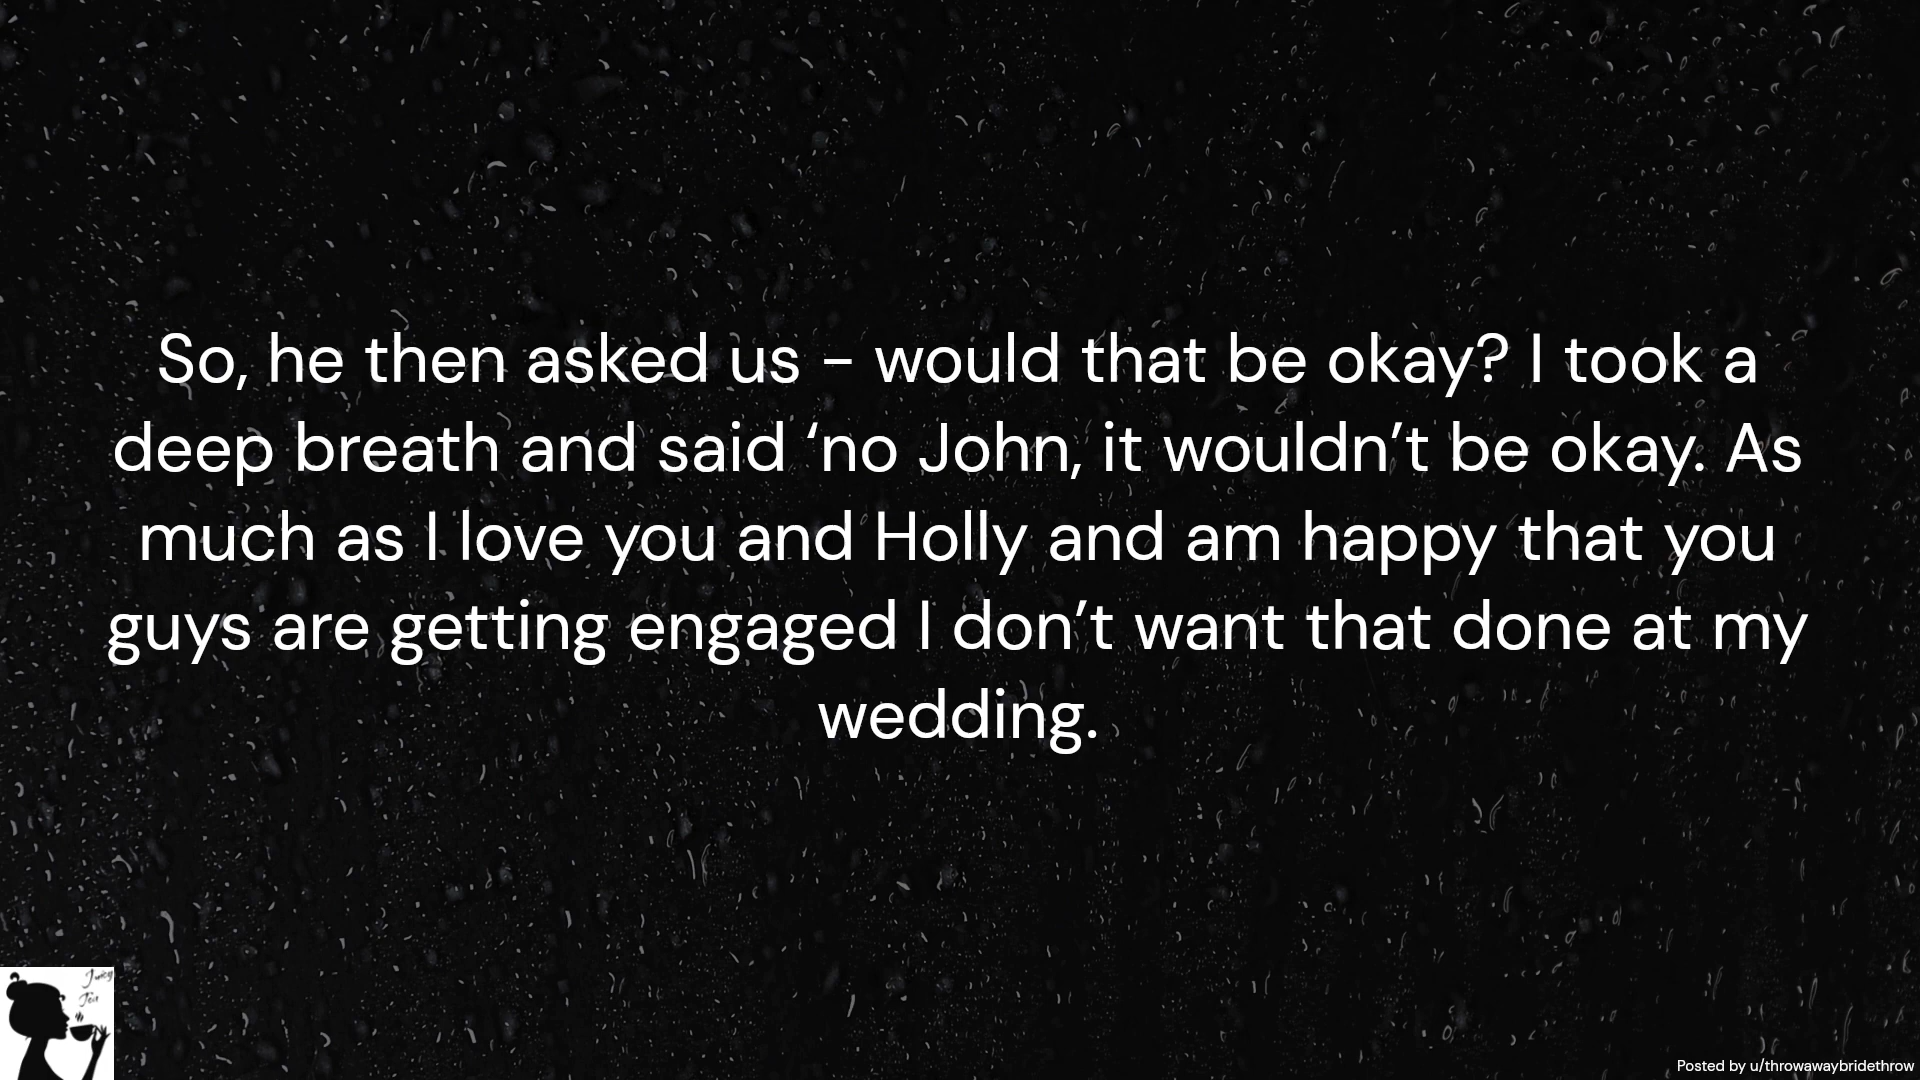 So, he then asked us – would that be okay? I took a
deep breath and said ‘no John, it wouldn’t be okay. As
much as I love you and Holly and am happy that you
guys are getting engaged I don’t want that done at my
wedding.
Juicy
Tea
Posted by u/throwawaybridethrow